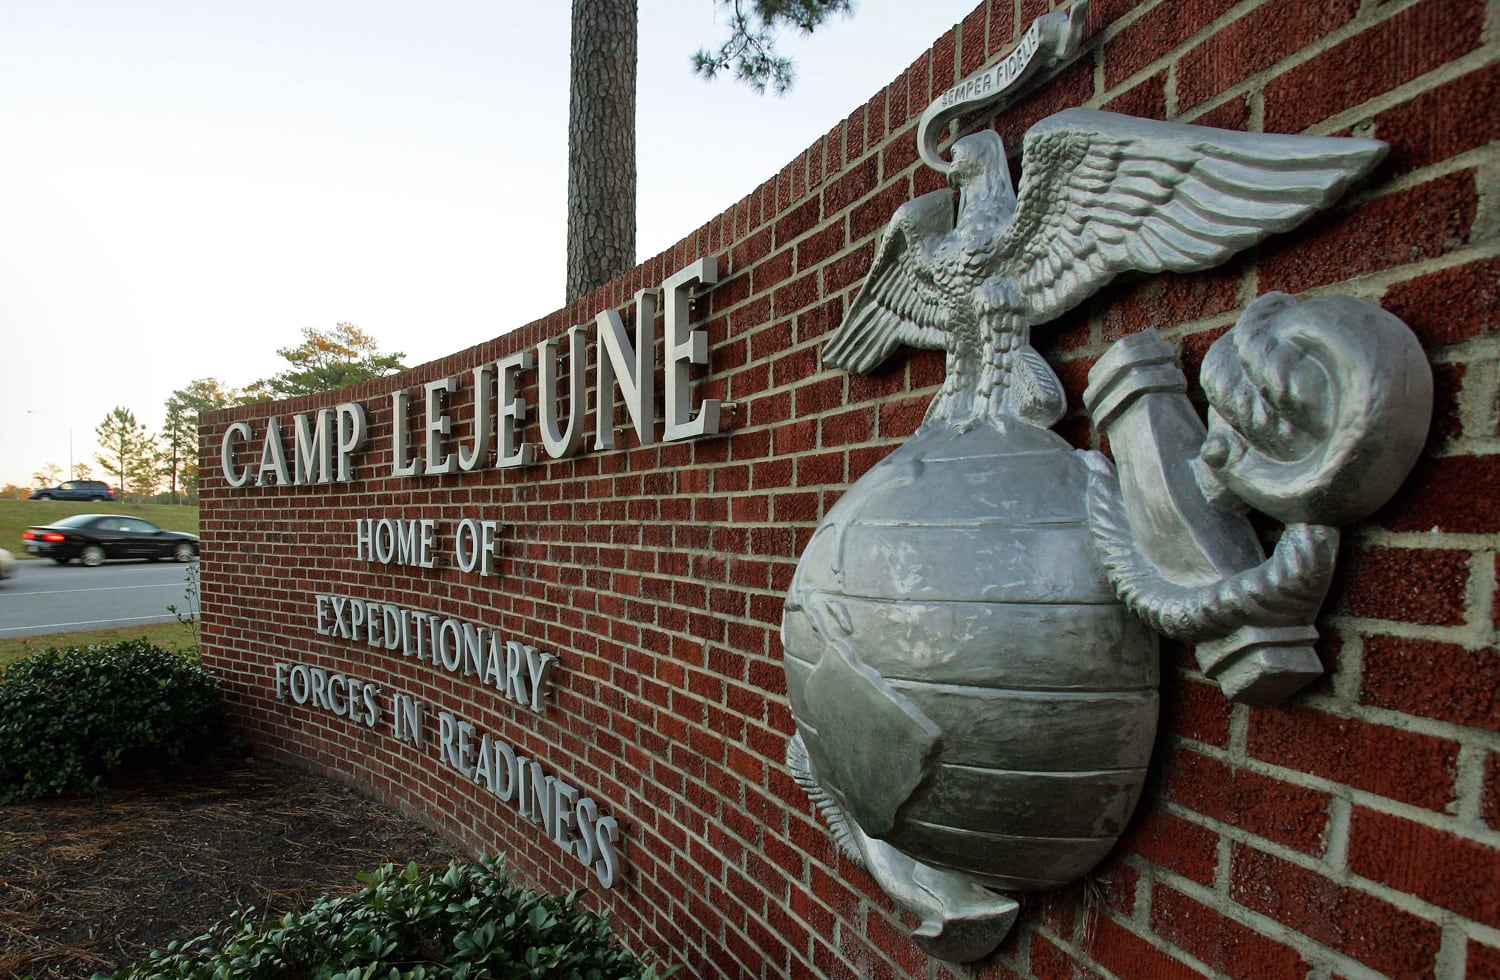 SEMPER FIDELIS
CAMP LEJEUNE
HOME OF
EXPEDITIONARY
FORCES IN READINESS